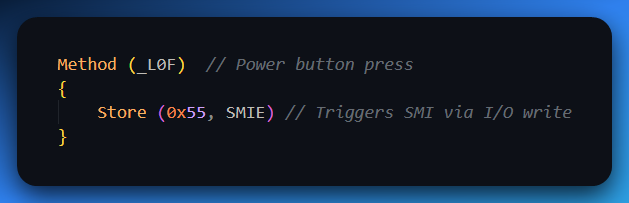 Method (_L0F)  // Power button press
{
    Store (0x55, SMIE) // Triggers SMI via I/O write
}